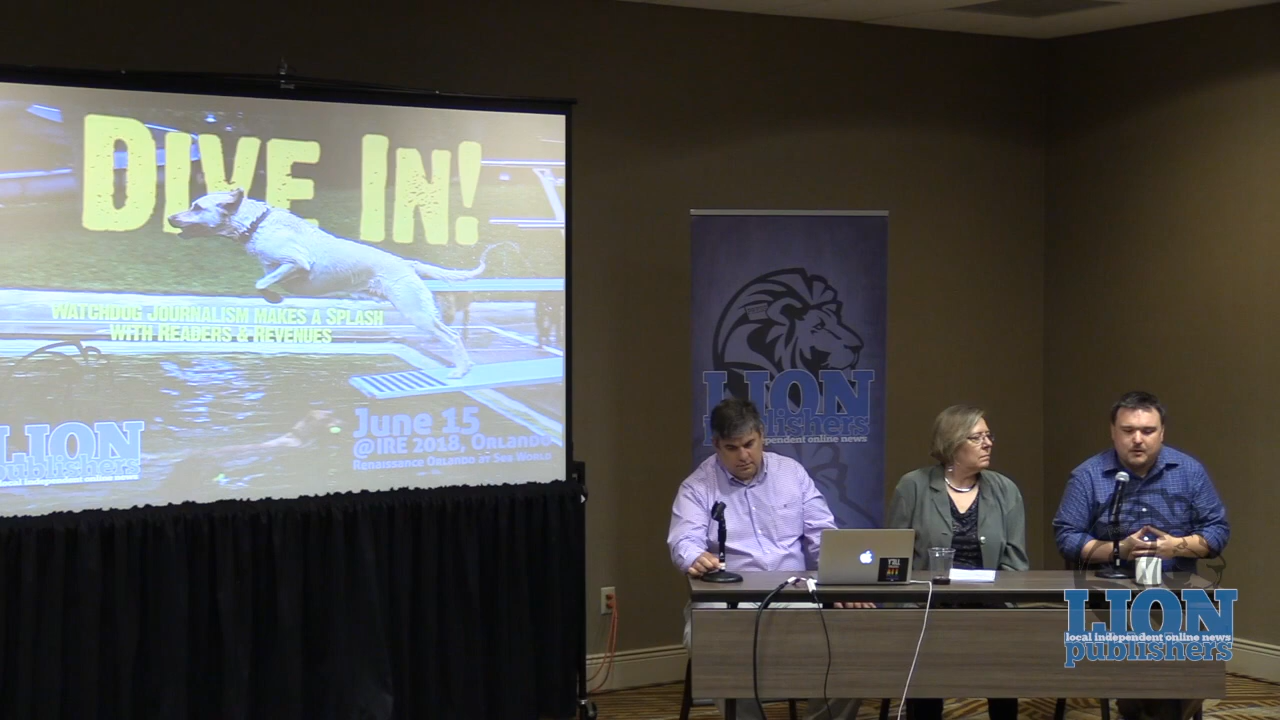 DIVE IN!
WATCHDOG JOURNALISM MAKES A SPLASH
WITH READERS & REVENUES
LION
publishers
June 15
@IRE 2018, Orlando
Renaissance Orlando at Sea World
LION
publishers
independent online news
Y'ALL
LION
local independent online news
publishers